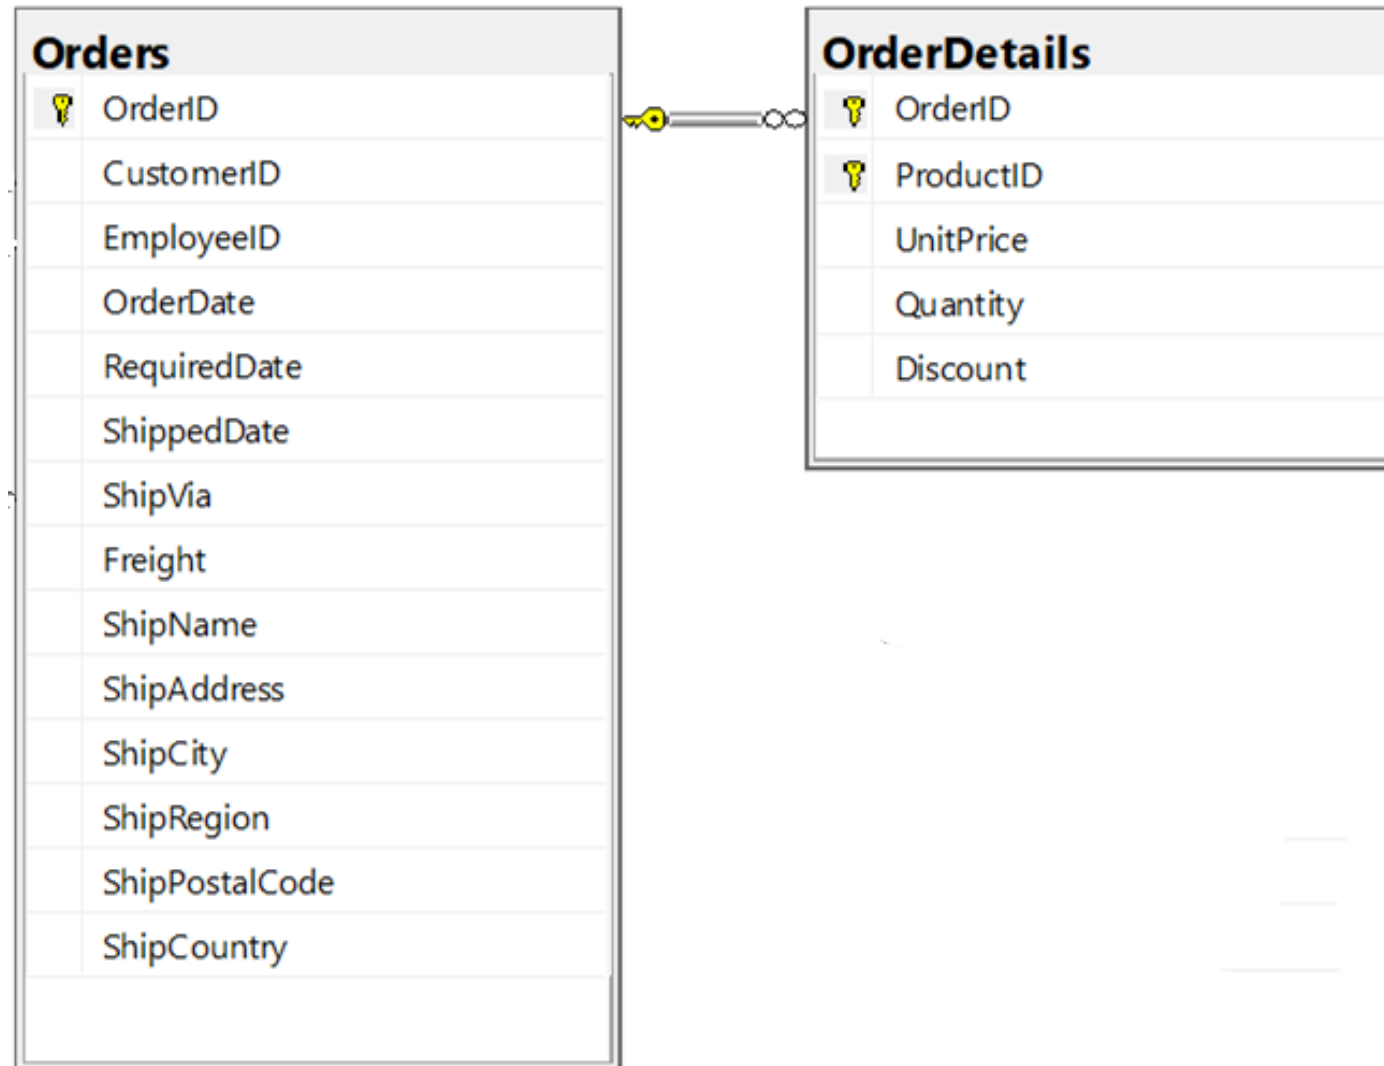 Orders
OrderID
CustomerID
EmployeeID
OrderDate
RequiredDate
ShippedDate
ShipVia
Freight
ShipName
ShipAddress
ShipCity
ShipRegion
ShipPostalCode
ShipCountry
OrderDetails
OrderID
ProductID
UnitPrice
Quantity
Discount